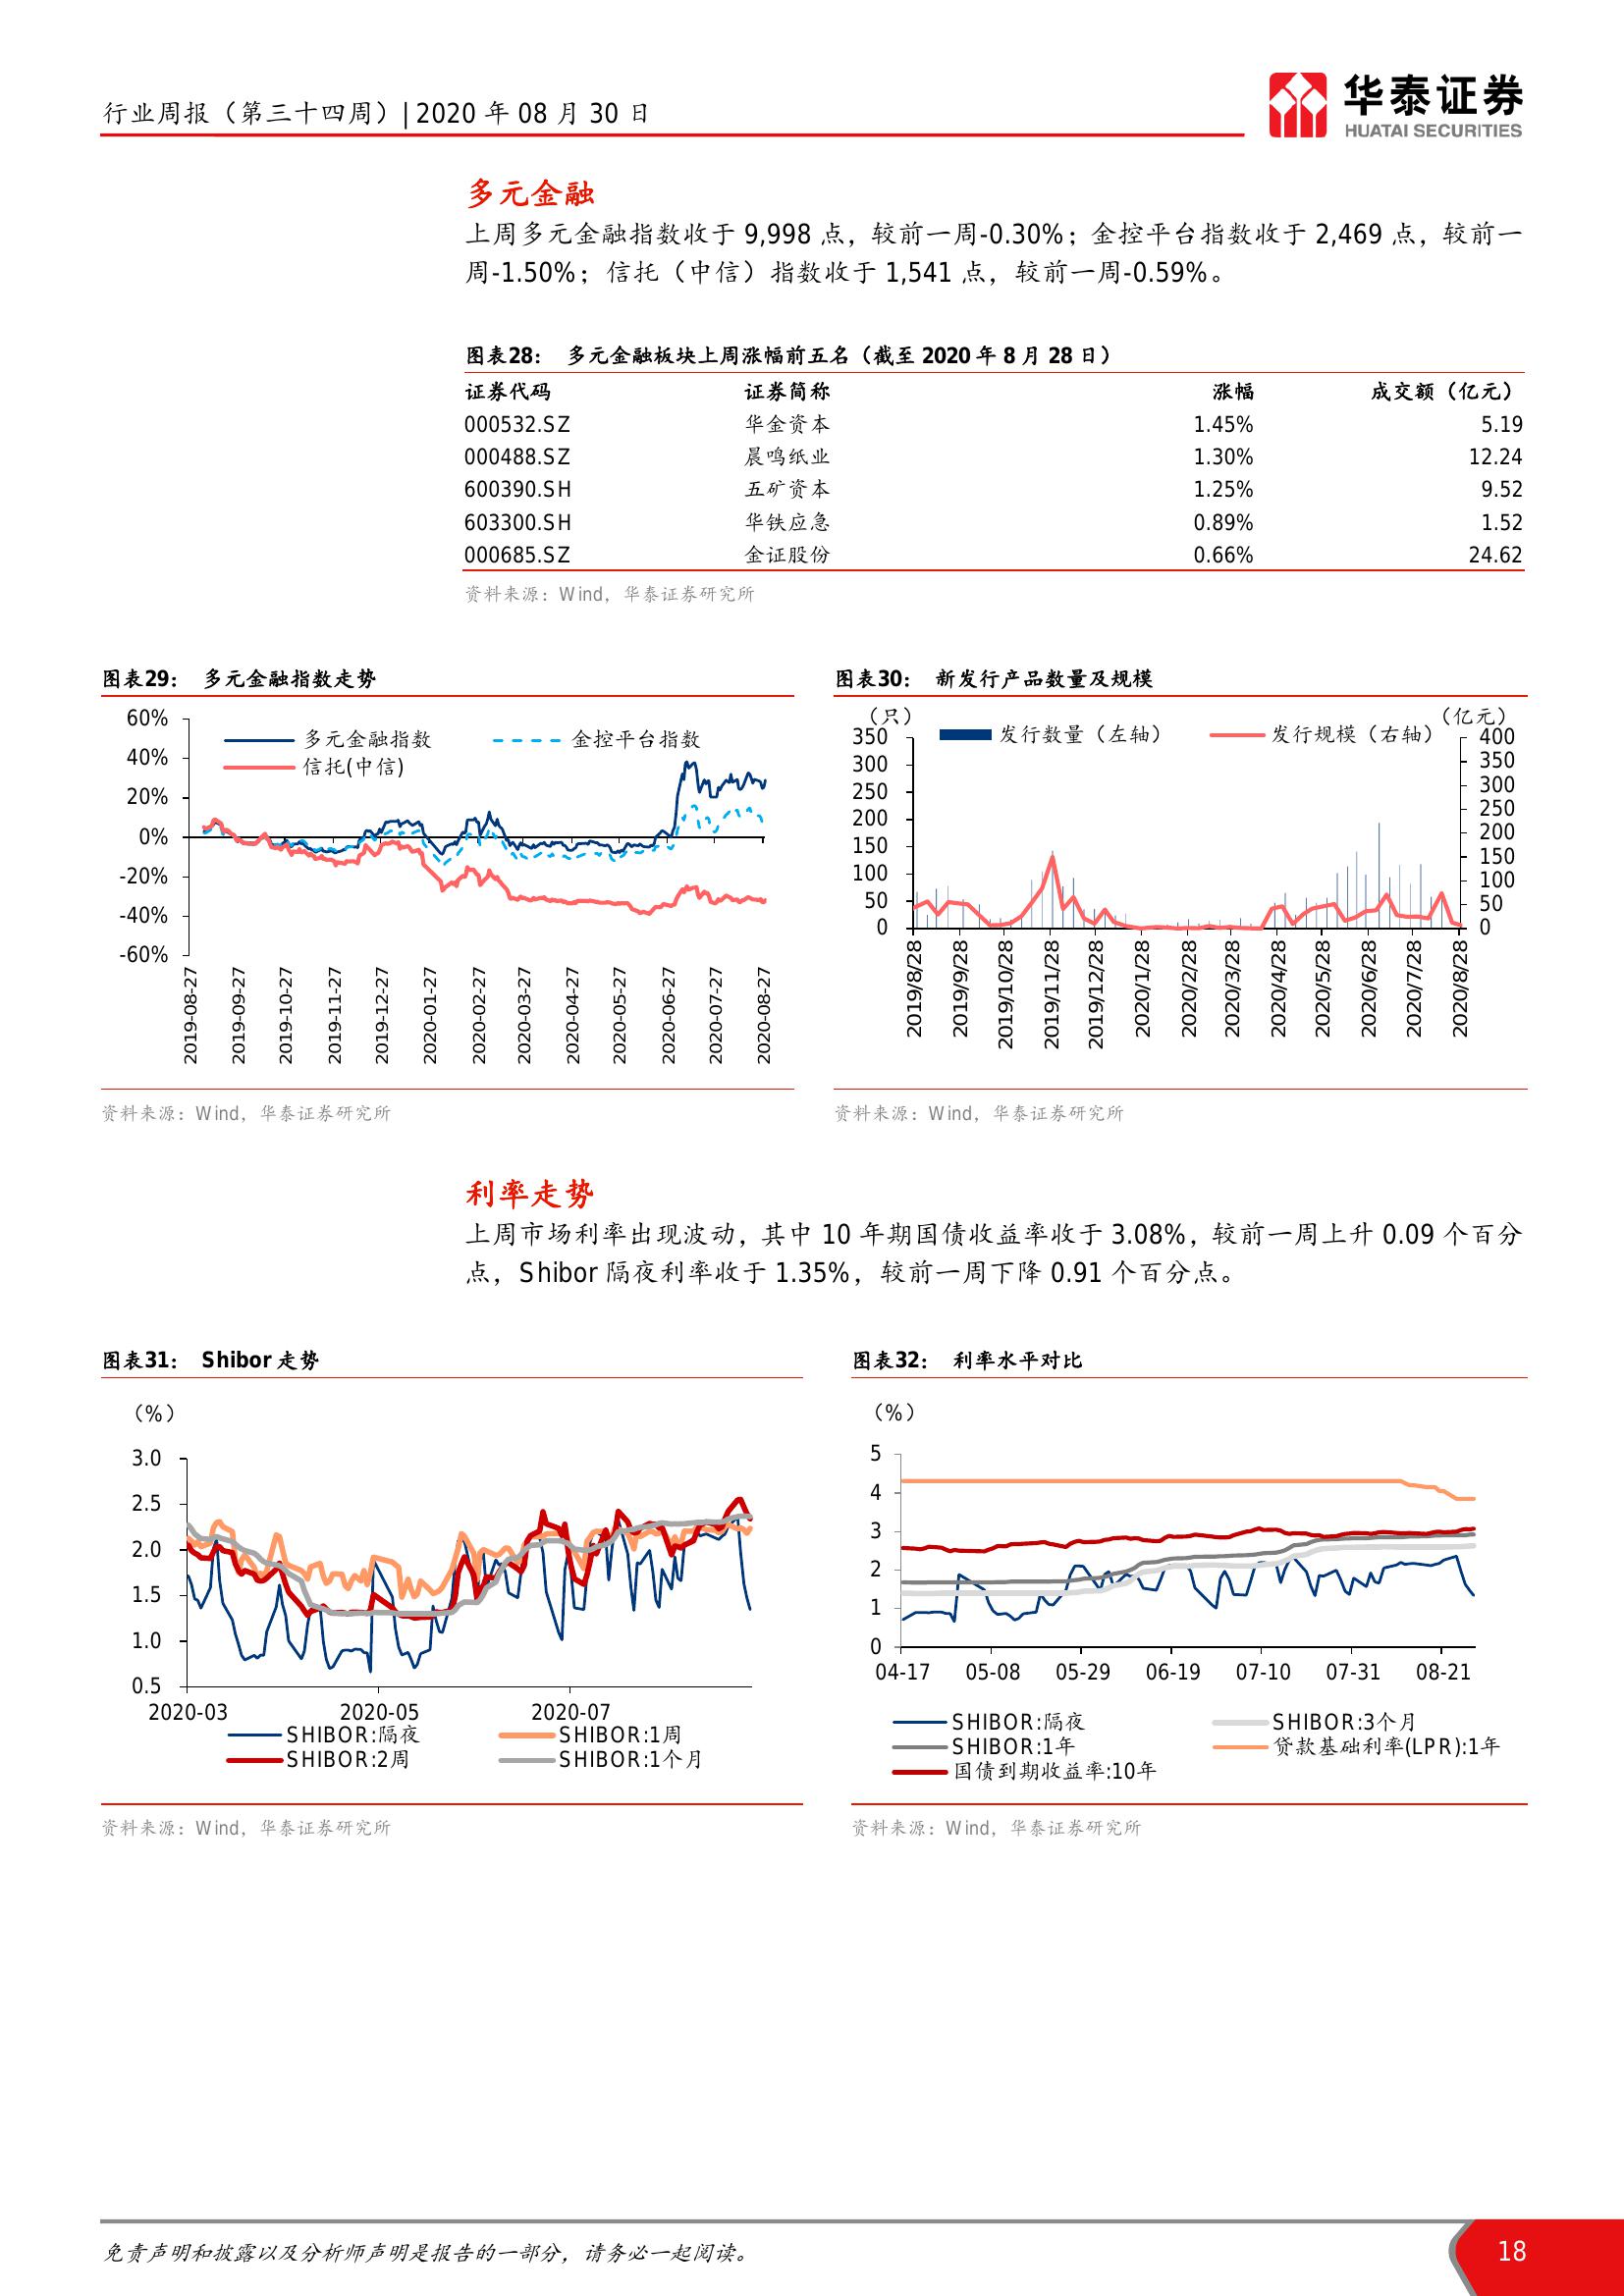 行业周报（第三十四周）| 2020 年 08 月 30 日
华泰证券
HUATAI SECURITIES
多元金融
上周多元金融指数收于 9,998 点，较前一周-0.30%；金控平台指数收于 2,469 点，较前一
周-1.50%；信托（中信）指数收于 1,541 点，较前一周-0.59%。
图表28： 多元金融板块上周涨幅前五名（截至 2020 年 8 月 28 日）
证券代码 证券简称 涨幅 成交额（亿元）
000532.SZ 华金资本 1.45% 5.19
000488.SZ 晨鸣纸业 1.30% 12.24
600390.SH 五矿资本 1.25% 9.52
603300.SH 华铁应急 0.89% 1.52
000685.SZ 金证股份 0.66% 24.62
资料来源：Wind，华泰证券研究所
图表29： 多元金融指数走势
60%
40%
20%
0%
-20%
-40%
-60%
多元金融指数 金控平台指数
信托(中信)
2019-08-27
2019-09-27
2019-10-27
2019-11-27
2019-12-27
2020-01-27
2020-02-27
2020-03-27
2020-04-27
2020-05-27
2020-06-27
2020-07-27
2020-08-27
资料来源：Wind，华泰证券研究所
图表30： 新发行产品数量及规模
（只） （亿元）
发行数量（左轴） 发行规模（右轴）
350
300
250
200
150
100
50
0
400
350
300
250
200
150
100
50
0
2019/8/28
2019/9/28
2019/10/28
2019/11/28
2019/12/28
2020/1/28
2020/2/28
2020/3/28
2020/4/28
2020/5/28
2020/6/28
2020/7/28
2020/8/28
资料来源：Wind，华泰证券研究所
利率走势
上周市场利率出现波动，其中 10 年期国债收益率收于 3.08%，较前一周上升 0.09 个百分
点，Shibor 隔夜利率收于 1.35%，较前一周下降 0.91 个百分点。
图表31： Shibor 走势
（%）
3.0
2.5
2.0
1.5
1.0
0.5
2020-03 2020-05 2020-07
SHIBOR:隔夜 SHIBOR:1周
SHIBOR:2周 SHIBOR:1个月
资料来源：Wind，华泰证券研究所
图表32： 利率水平对比
（%）
5
4
3
2
1
0
04-17 05-08 05-29 06-19 07-10 07-31 08-21
SHIBOR:隔夜 SHIBOR:3个月
SHIBOR:1年 贷款基础利率(LPR):1年
国债到期收益率:10年
资料来源：Wind，华泰证券研究所
免责声明和披露以及分析师声明是报告的一部分，请务必一起阅读。
18